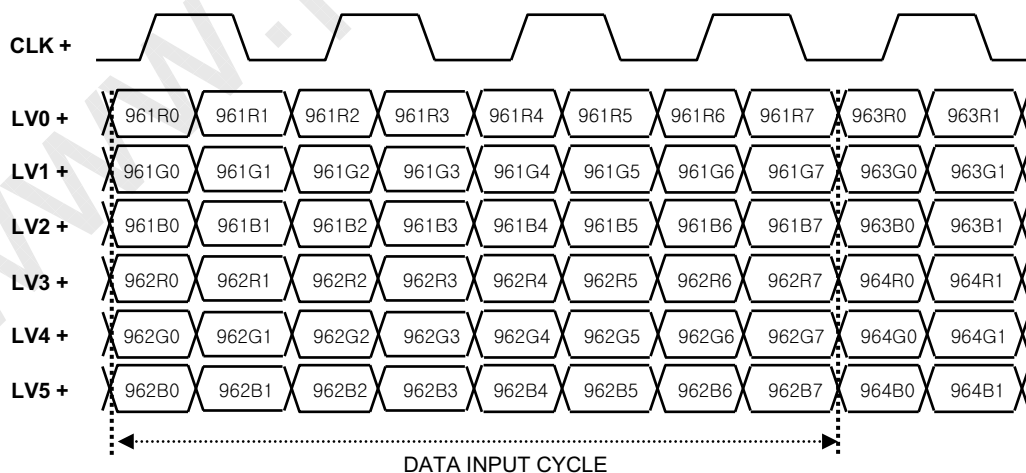 CLK +
LV0 + 961R0 961R1 961R2 961R3 961R4 961R5 961R6 961R7 963R0 963R1
LV1 + 961G0 961G1 961G2 961G3 961G4 961G5 961G6 961G7 963G0 963G1
LV2 + 961B0 961B1 961B2 961B3 961B4 961B5 961B6 961B7 963B0 963B1
LV3 + 962R0 962R1 962R2 962R3 962R4 962R5 962R6 962R7 964R0 964R1
LV4 + 962G0 962G1 962G2 962G3 962G4 962G5 962G6 962G7 964G0 964G1
LV5 + 962B0 962B1 962B2 962B3 962B4 962B5 962B6 962B7 964B0 964B1
DATA INPUT CYCLE